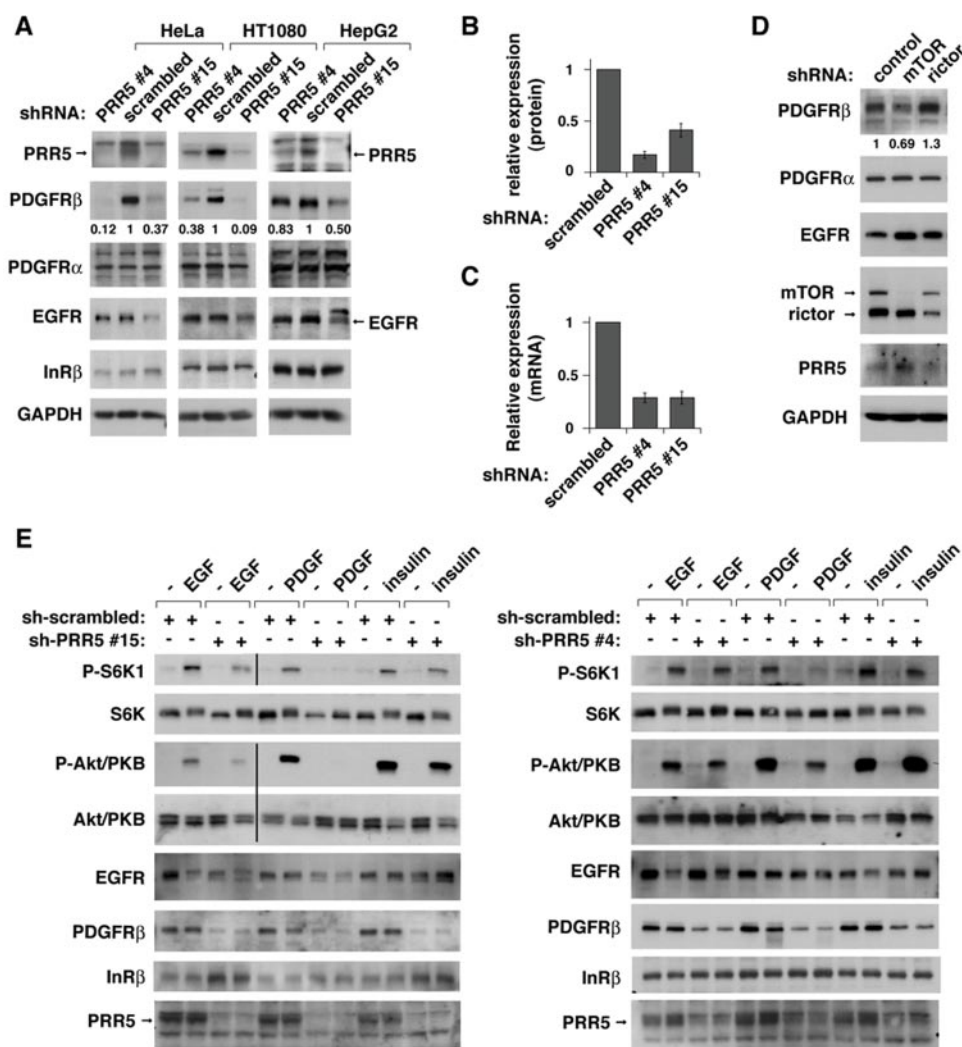 A
HeLa HT1080 HepG2
shRNA: PRR5 #4 scrambled PRR5 #15 PRR5 #4 scrambled PRR5 #15 PRR5 #4 scrambled PRR5 #15
PRR5 → ← PRR5
PDGFRβ
0.12 1 0.37 0.38 1 0.09 0.83 1 0.50
PDGFRα
EGFR ← EGFR
InRβ
GAPDH
B
relative expression
(protein)
1
0.5
0
shRNA: scrambled PRR5 #4 PRR5 #15
C
Relative expression
(mRNA)
1
0.5
0
shRNA: scrambled PRR5 #4 PRR5 #15
D
shRNA: control mTOR rictor
PDGFRβ
1 0.69 1.3
PDGFRα
EGFR
mTOR →
rictor →
PRR5
GAPDH
E
- EGF - EGF - PDGF - PDGF - insulin - insulin
sh-scrambled: + + - - + + - - + + - -
sh-PRR5 #15: - - + + - - + + - - + +
P-S6K1
S6K
P-Akt/PKB
Akt/PKB
EGFR
PDGFRβ
InRβ
PRR5 →
- EGF - EGF - PDGF - PDGF - insulin - insulin
sh-scrambled: + + - - + + - - + + - -
sh-PRR5 #4: - - + + - - + + - - + +
P-S6K1
S6K
P-Akt/PKB
Akt/PKB
EGFR
PDGFRβ
InRβ
PRR5 →